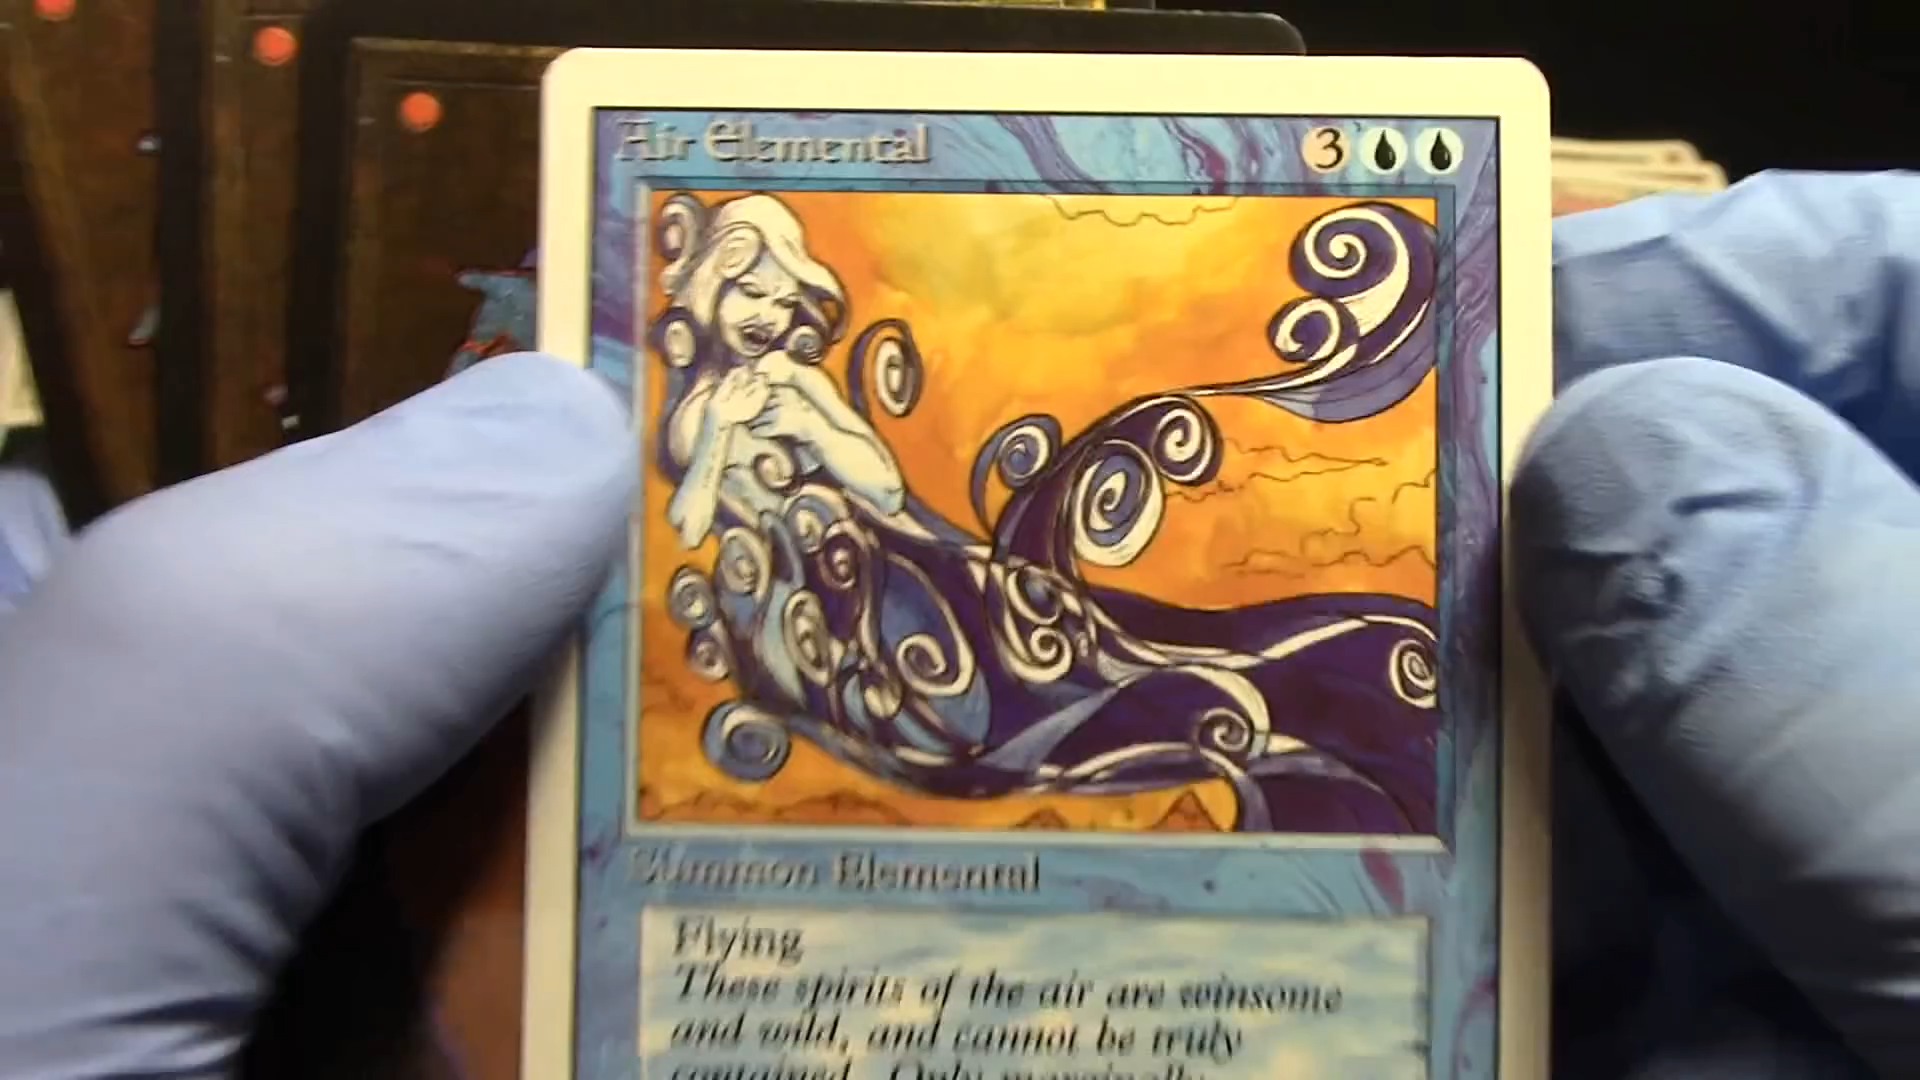 Air Elemental 3
Summon Elemental
Flying
These spirits of the air are winsome
and wild, and cannot be truly
contained. Only marginally